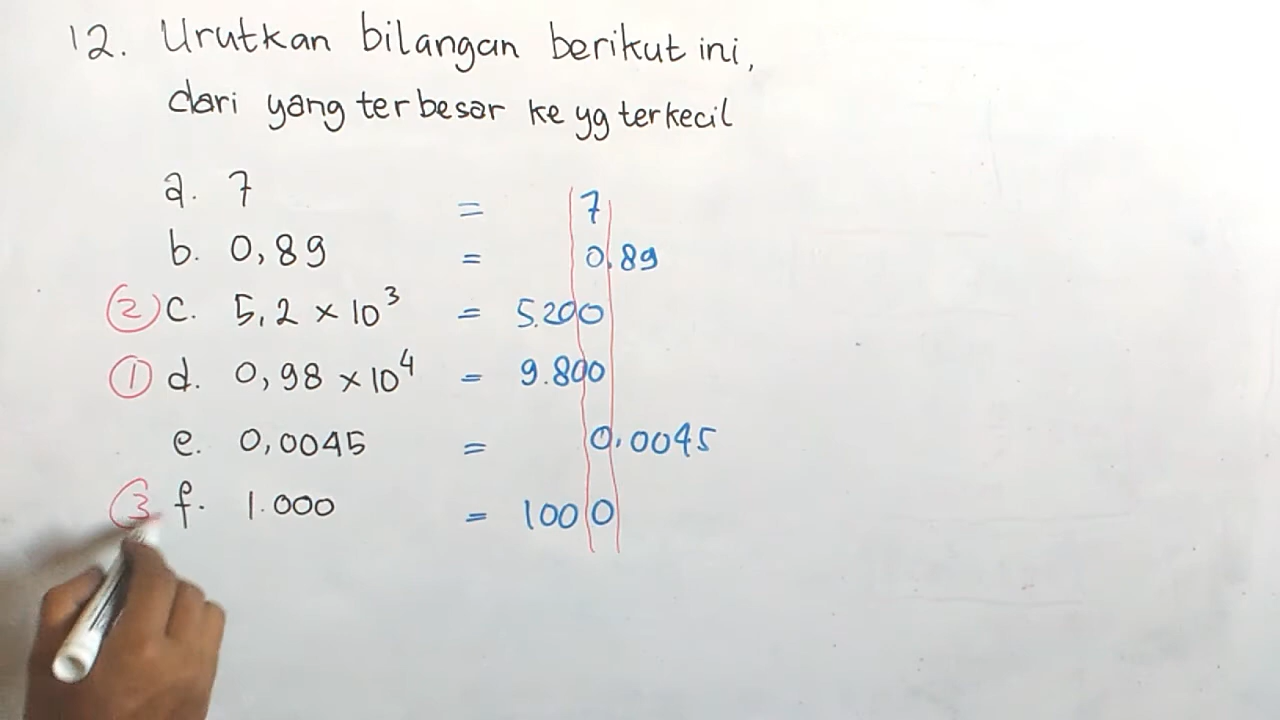 12. Urutkan bilangan berikut ini,
dari yang terbesar ke yg terkecil
a. 7 = 7
b. 0,89 = 0,89
② c. 5,2 × 10³ = 5.200
① d. 0,98 × 10⁴ = 9.800
e. 0,0045 = 0,0045
③ f. 1.000 = 1000